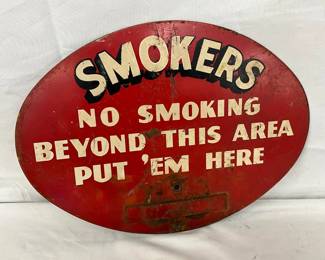 SMOKERS
NO SMOKING
BEYOND THIS AREA
PUT 'EM HERE